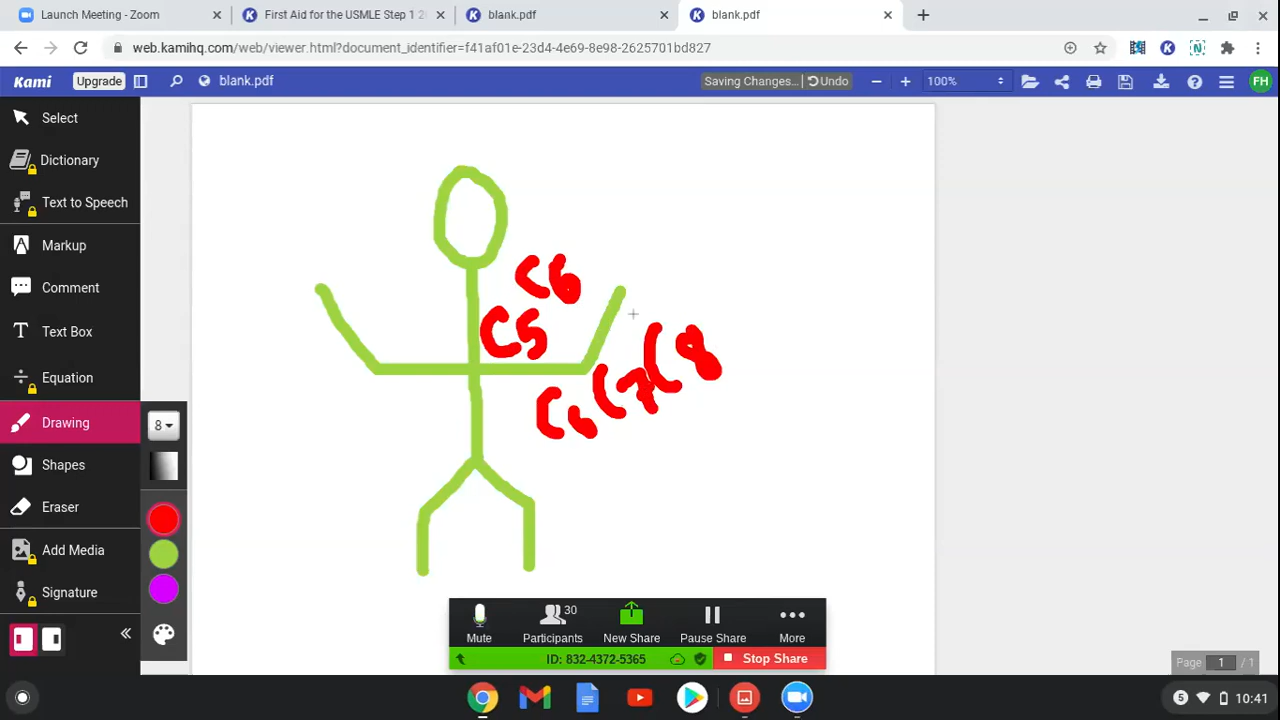 Launch Meeting - Zoom
First Aid for the USMLE Step 1 2
blank.pdf
blank.pdf
web.kamihq.com/web/viewer.html?document_identifier=f41af01e-23d4-4e69-8e98-2625701bd827
Kami
Upgrade
blank.pdf
Saving Changes...
Undo
100%
FH
Select
Dictionary
Text to Speech
Markup
Comment
Text Box
Equation
Drawing
8
Shapes
Eraser
Add Media
Signature
C6
C5
C6 C7 C8
30
Mute
Participants
New Share
Pause Share
More
ID: 832-4372-5365
Stop Share
Page 1 / 1
5
10:41